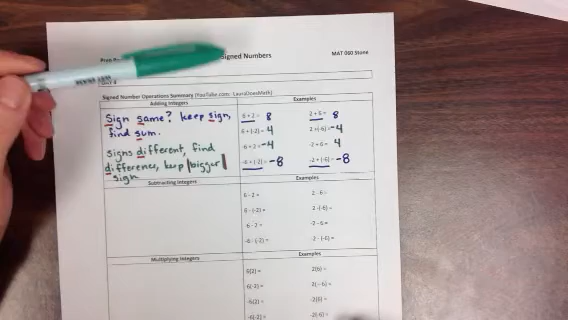 Signed Numbers MAT 060 Stone
Signed Number Operations Summary (YouTube.com: LauraDoesMath)
Adding Integers Examples
Sign same? keep sign,
find sum.
signs different, find
difference, keep |bigger|
sign
6 + 2 = 8 2 + 6 = 8
6 + (-2) = 4 2 + (-6) = -4
-6 + 2 = -4 -2 + 6 = 4
-6 + (-2) = -8 -2 + (-6) = -8
Subtracting Integers Examples
6 - 2 = 2 - 6 =
6 - (-2) = 2 - (-6) =
-6 - 2 = -2 - 6 =
-6 - (-2) = -2 - (-6) =
Multiplying Integers Examples
6(2) = 2(6) =
6(-2) = 2(-6) =
-6(2) = -2(6) =
-6(-2) = -2(-6) =